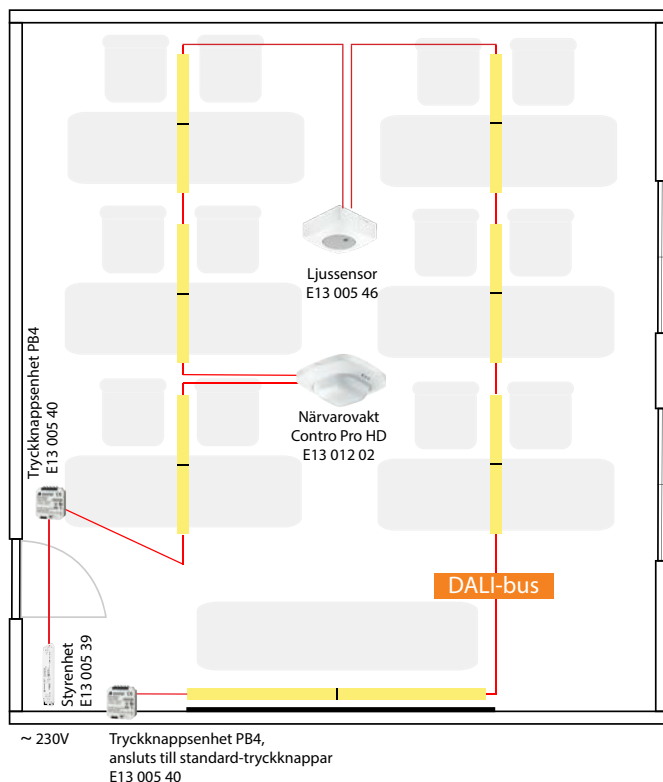 Ljussensor
E13 005 46
Närvarovakt
Contro Pro HD
E13 012 02
Tryckknappsenhet PB4
E13 005 40
DALI-bus
Styrenhet
E13 005 39
~ 230V
Tryckknappsenhet PB4,
ansluts till standard-tryckknappar
E13 005 40